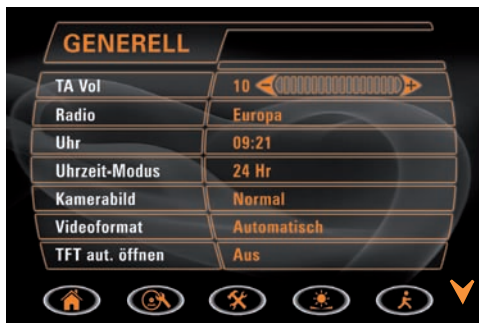 GENERELL
TA Vol 10
Radio Europa
Uhr 09:21
Uhrzeit-Modus 24 Hr
Kamerabild Normal
Videoformat Automatisch
TFT aut. öffnen Aus